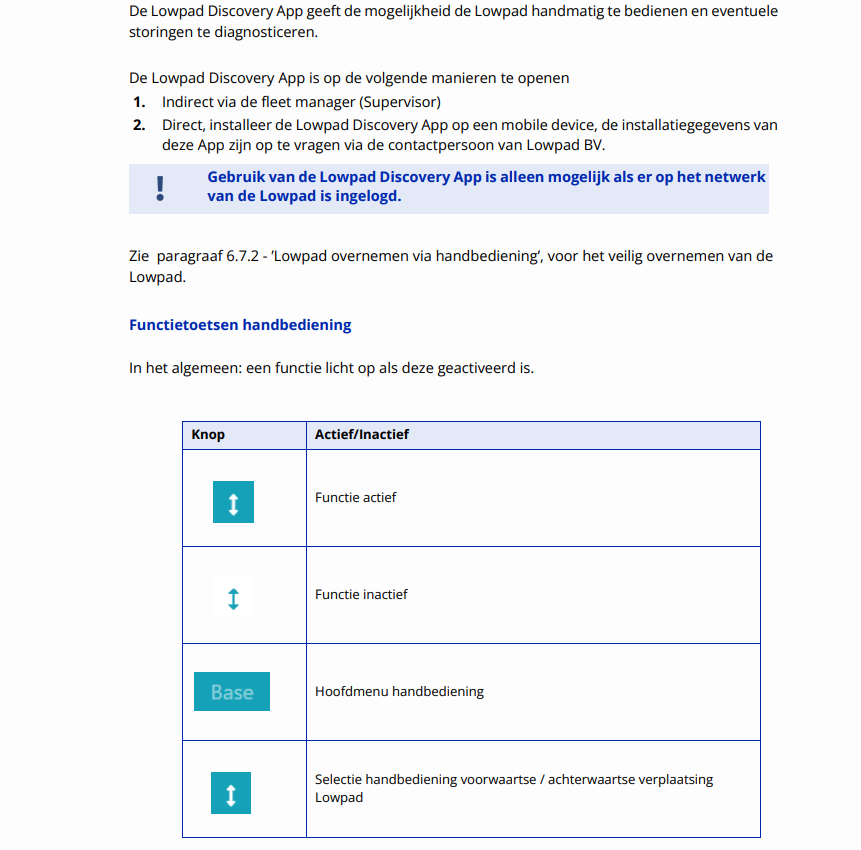 De Lowpad Discovery App geeft de mogelijkheid de Lowpad handmatig te bedienen en eventuele
storingen te diagnosticeren.
De Lowpad Discovery App is op de volgende manieren te openen
1. Indirect via de fleet manager (Supervisor)
2. Direct, installeer de Lowpad Discovery App op een mobile device, de installatiegegevens van
deze App zijn op te vragen via de contactpersoon van Lowpad BV.
! Gebruik van de Lowpad Discovery App is alleen mogelijk als er op het netwerk
van de Lowpad is ingelogd.
Zie paragraaf 6.7.2 - ’Lowpad overnemen via handbediening’, voor het veilig overnemen van de
Lowpad.
Functietoetsen handbediening
In het algemeen: een functie licht op als deze geactiveerd is.
Knop Actief/Inactief
Functie actief
Functie inactief
Base Hoofdmenu handbediening
Selectie handbediening voorwaartse / achterwaartse verplaatsing
Lowpad